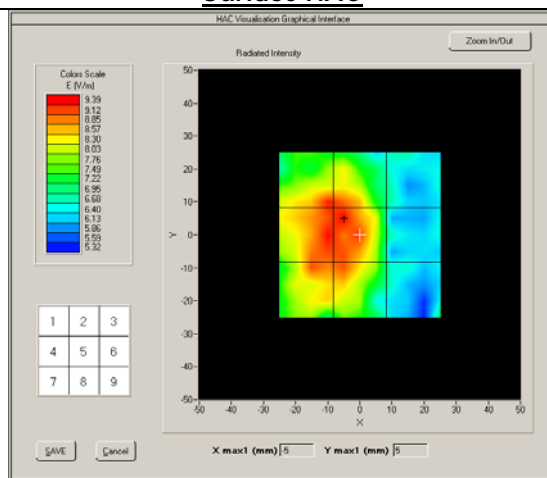 HAC Visualisation Graphical Interface
Zoom In/Out
Radiated Intensity
Colors Scale
E (V/m)
9.39
9.12
8.85
8.57
8.30
8.03
7.76
7.49
7.22
6.95
6.68
6.40
6.13
5.86
5.59
5.32
50
40
30
20
10
0
-10
-20
-30
-40
-50
Y
-50 -40 -30 -20 -10 0 10 20 30 40 50
X
1 2 3
4 5 6
7 8 9
SAVE Cancel X max1 (mm) -5 Y max1 (mm) 5